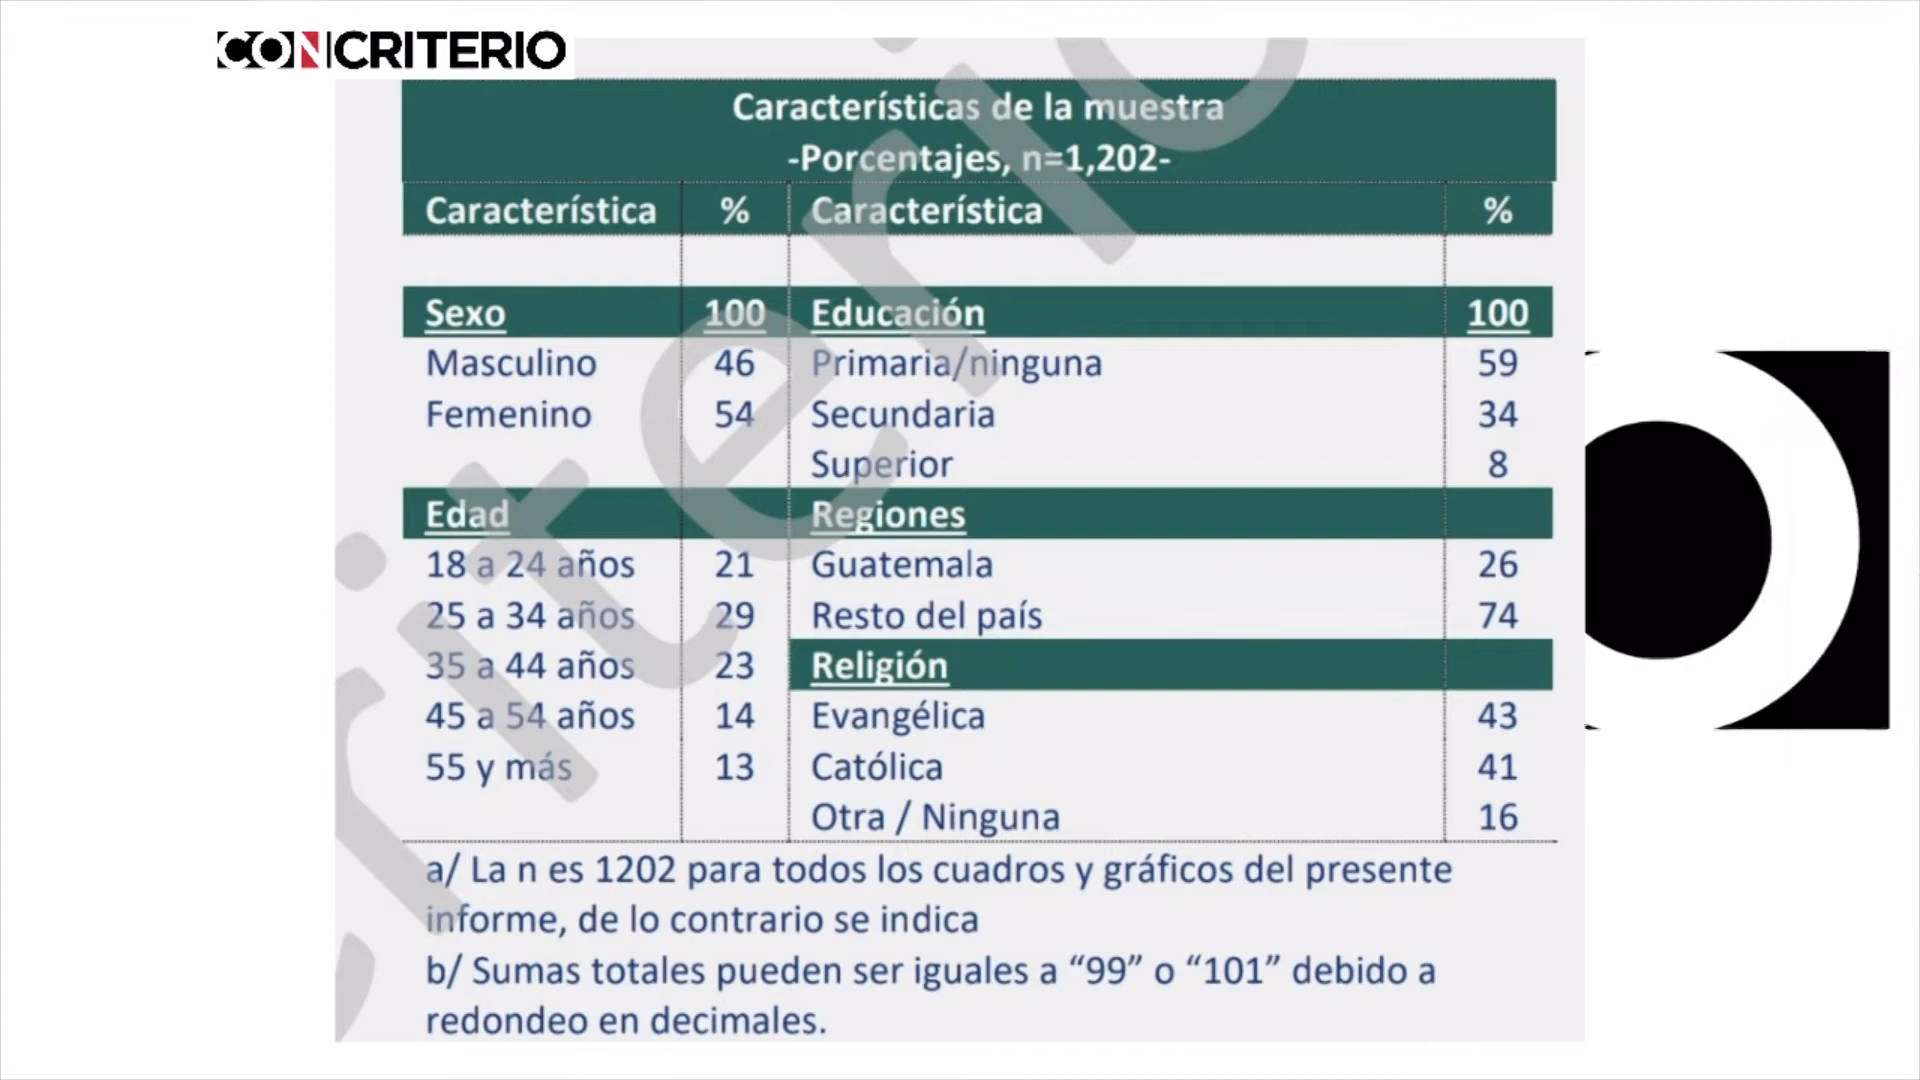 CONCRITERIO
Características de la muestra
-Porcentajes, n=1,202-
Característica % Característica %
Sexo 100 Educación 100
Masculino 46 Primaria/ninguna 59
Femenino 54 Secundaria 34
Superior 8
Edad Regiones
18 a 24 años 21 Guatemala 26
25 a 34 años 29 Resto del país 74
35 a 44 años 23 Religión
45 a 54 años 14 Evangélica 43
55 y más 13 Católica 41
Otra / Ninguna 16
a/ La n es 1202 para todos los cuadros y gráficos del presente
informe, de lo contrario se indica
b/ Sumas totales pueden ser iguales a “99” o “101” debido a
redondeo en decimales.